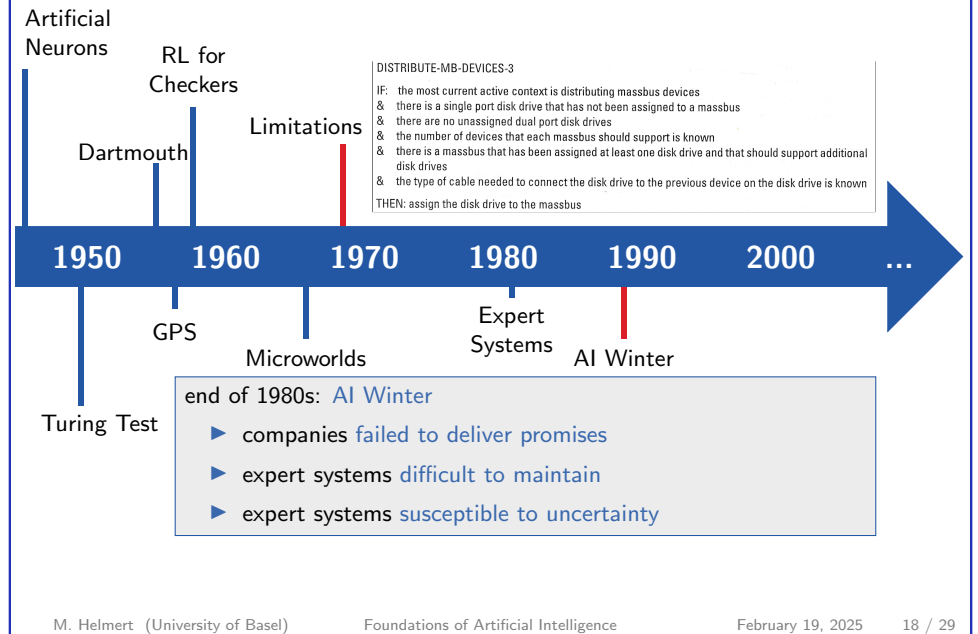 Artificial
Neurons
RL for
Checkers
Dartmouth
Limitations
DISTRIBUTE-MB-DEVICES-3
IF: the most current active context is distributing massbus devices
& there is a single port disk drive that has not been assigned to a massbus
& there are no unassigned dual port disk drives
& the number of devices that each massbus should support is known
& there is a massbus that has been assigned at least one disk drive and that should support additional
disk drives
& the type of cable needed to connect the disk drive to the previous device on the disk drive is known
THEN: assign the disk drive to the massbus
1950 1960 1970 1980 1990 2000 ...
GPS
Microworlds
Expert
Systems
AI Winter
Turing Test
end of 1980s: AI Winter
▶ companies failed to deliver promises
▶ expert systems difficult to maintain
▶ expert systems susceptible to uncertainty
M. Helmert (University of Basel) Foundations of Artificial Intelligence February 19, 2025 18 / 29